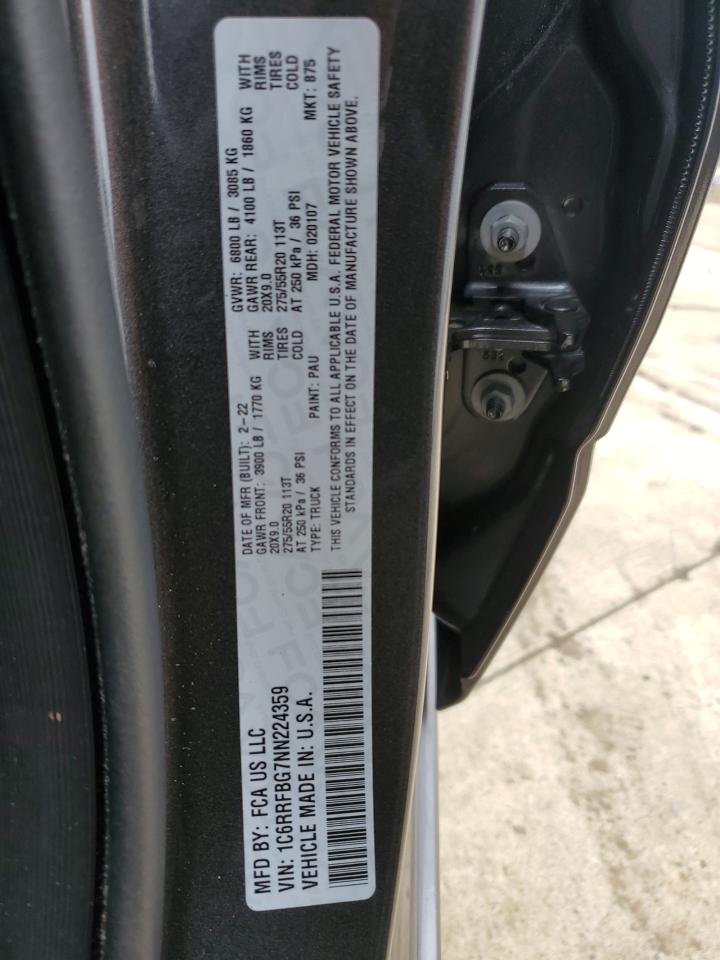 MFD BY: FCA US LLC
VIN: 1C6RRFBG7NN224359
VEHICLE MADE IN: U.S.A.
DATE OF MFR (BUILT): 2-22 GVWR: 6800 LB / 3085 KG
GAWR FRONT: 3900 LB / 1770 KG WITH GAWR REAR: 4100 LB / 1860 KG WITH
20X9.0 RIMS 20X9.0 RIMS
275/55R20 113T TIRES 275/55R20 113T TIRES
AT 250 kPa / 36 PSI COLD AT 250 kPa / 36 PSI COLD
TYPE: TRUCK PAINT: PAU MDH: 020107 MKT: B75
THIS VEHICLE CONFORMS TO ALL APPLICABLE U.S.A. FEDERAL MOTOR VEHICLE SAFETY
STANDARDS IN EFFECT ON THE DATE OF MANUFACTURE SHOWN ABOVE.